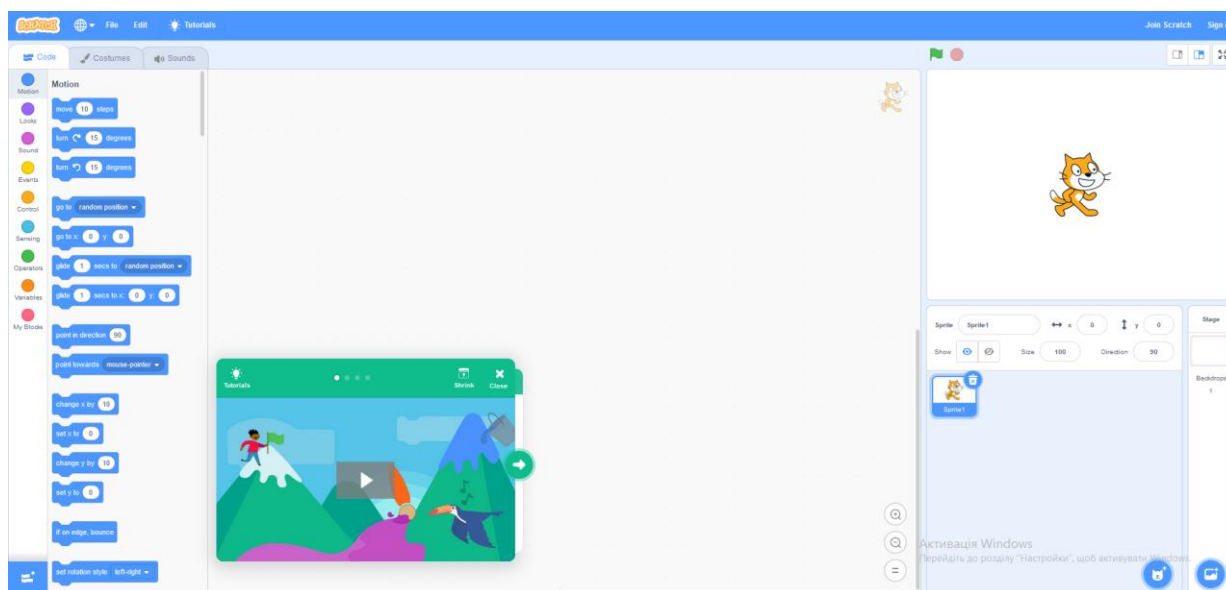 SCRATCH
File Edit Tutorials
Join Scratch Sign
Code Costumes Sounds
Motion
Looks
Sound
Events
Control
Sensing
Operators
Variables
My Blocks
Motion
move 10 steps
turn 15 degrees
turn 15 degrees
go to random position
go to x: 0 y: 0
glide 1 secs to random position
glide 1 secs to x: 0 y: 0
point in direction 90
point towards mouse-pointer
change x by 10
set x to 0
change y by 10
set y to 0
if on edge, bounce
set rotation style left-right
Tutorials Shrink Close
Sprite Sprite1 x 0 y 0
Show Size 100 Direction 90
Sprite1
Stage
Backdrops
1
Активація Windows
Перейдіть до розділу "Настройки", щоб активувати Windows.